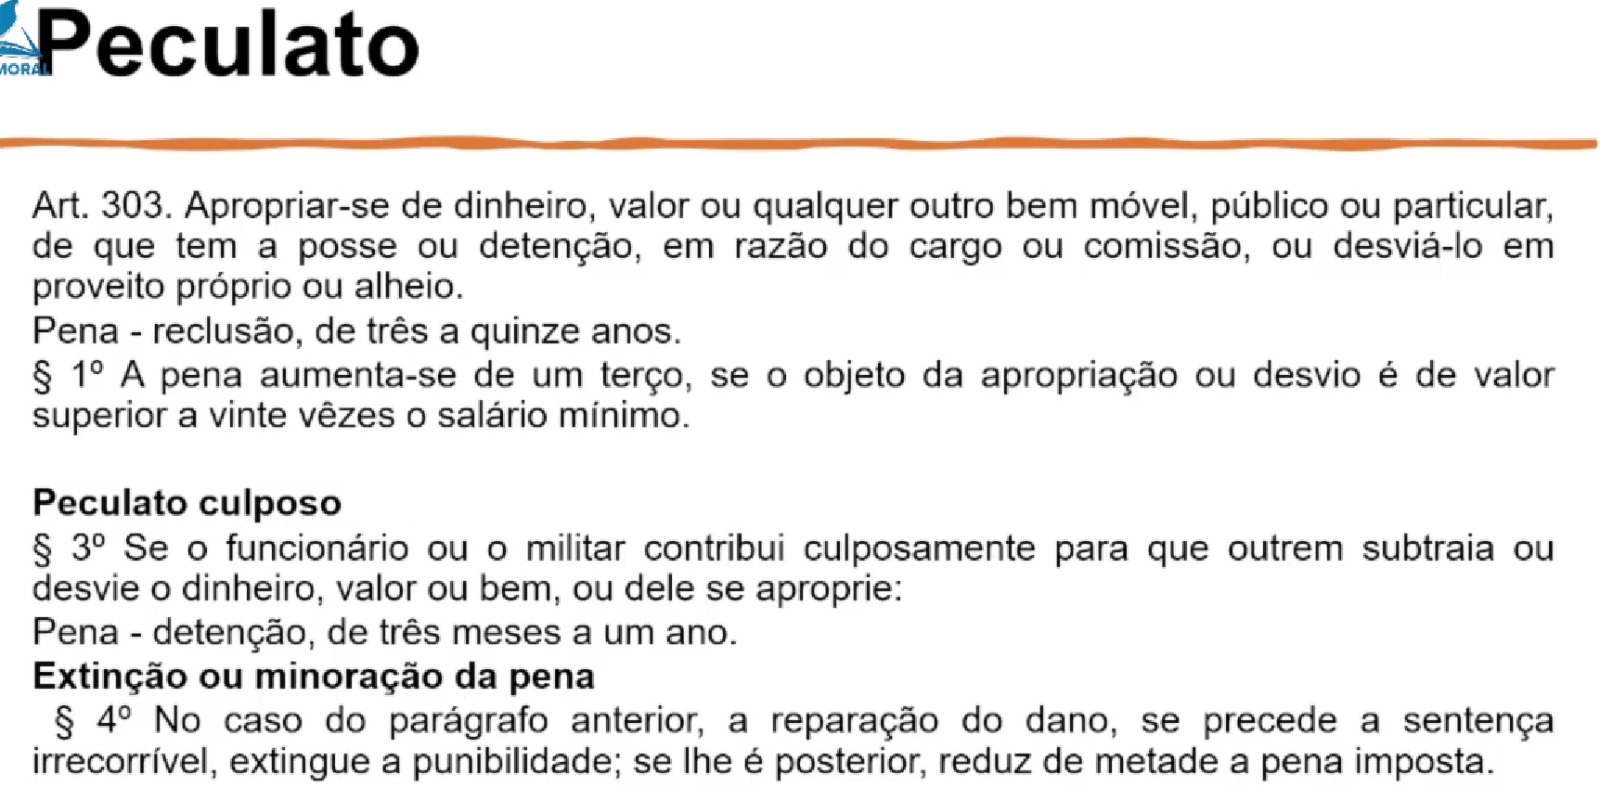 Peculato
MORAL
Art. 303. Apropriar-se de dinheiro, valor ou qualquer outro bem móvel, público ou particular,
de que tem a posse ou detenção, em razão do cargo ou comissão, ou desviá-lo em
proveito próprio ou alheio.
Pena - reclusão, de três a quinze anos.
§ 1º A pena aumenta-se de um terço, se o objeto da apropriação ou desvio é de valor
superior a vinte vêzes o salário mínimo.
Peculato culposo
§ 3º Se o funcionário ou o militar contribui culposamente para que outrem subtraia ou
desvie o dinheiro, valor ou bem, ou dele se aproprie:
Pena - detenção, de três meses a um ano.
Extinção ou minoração da pena
§ 4º No caso do parágrafo anterior, a reparação do dano, se precede a sentença
irrecorrível, extingue a punibilidade; se lhe é posterior, reduz de metade a pena imposta.